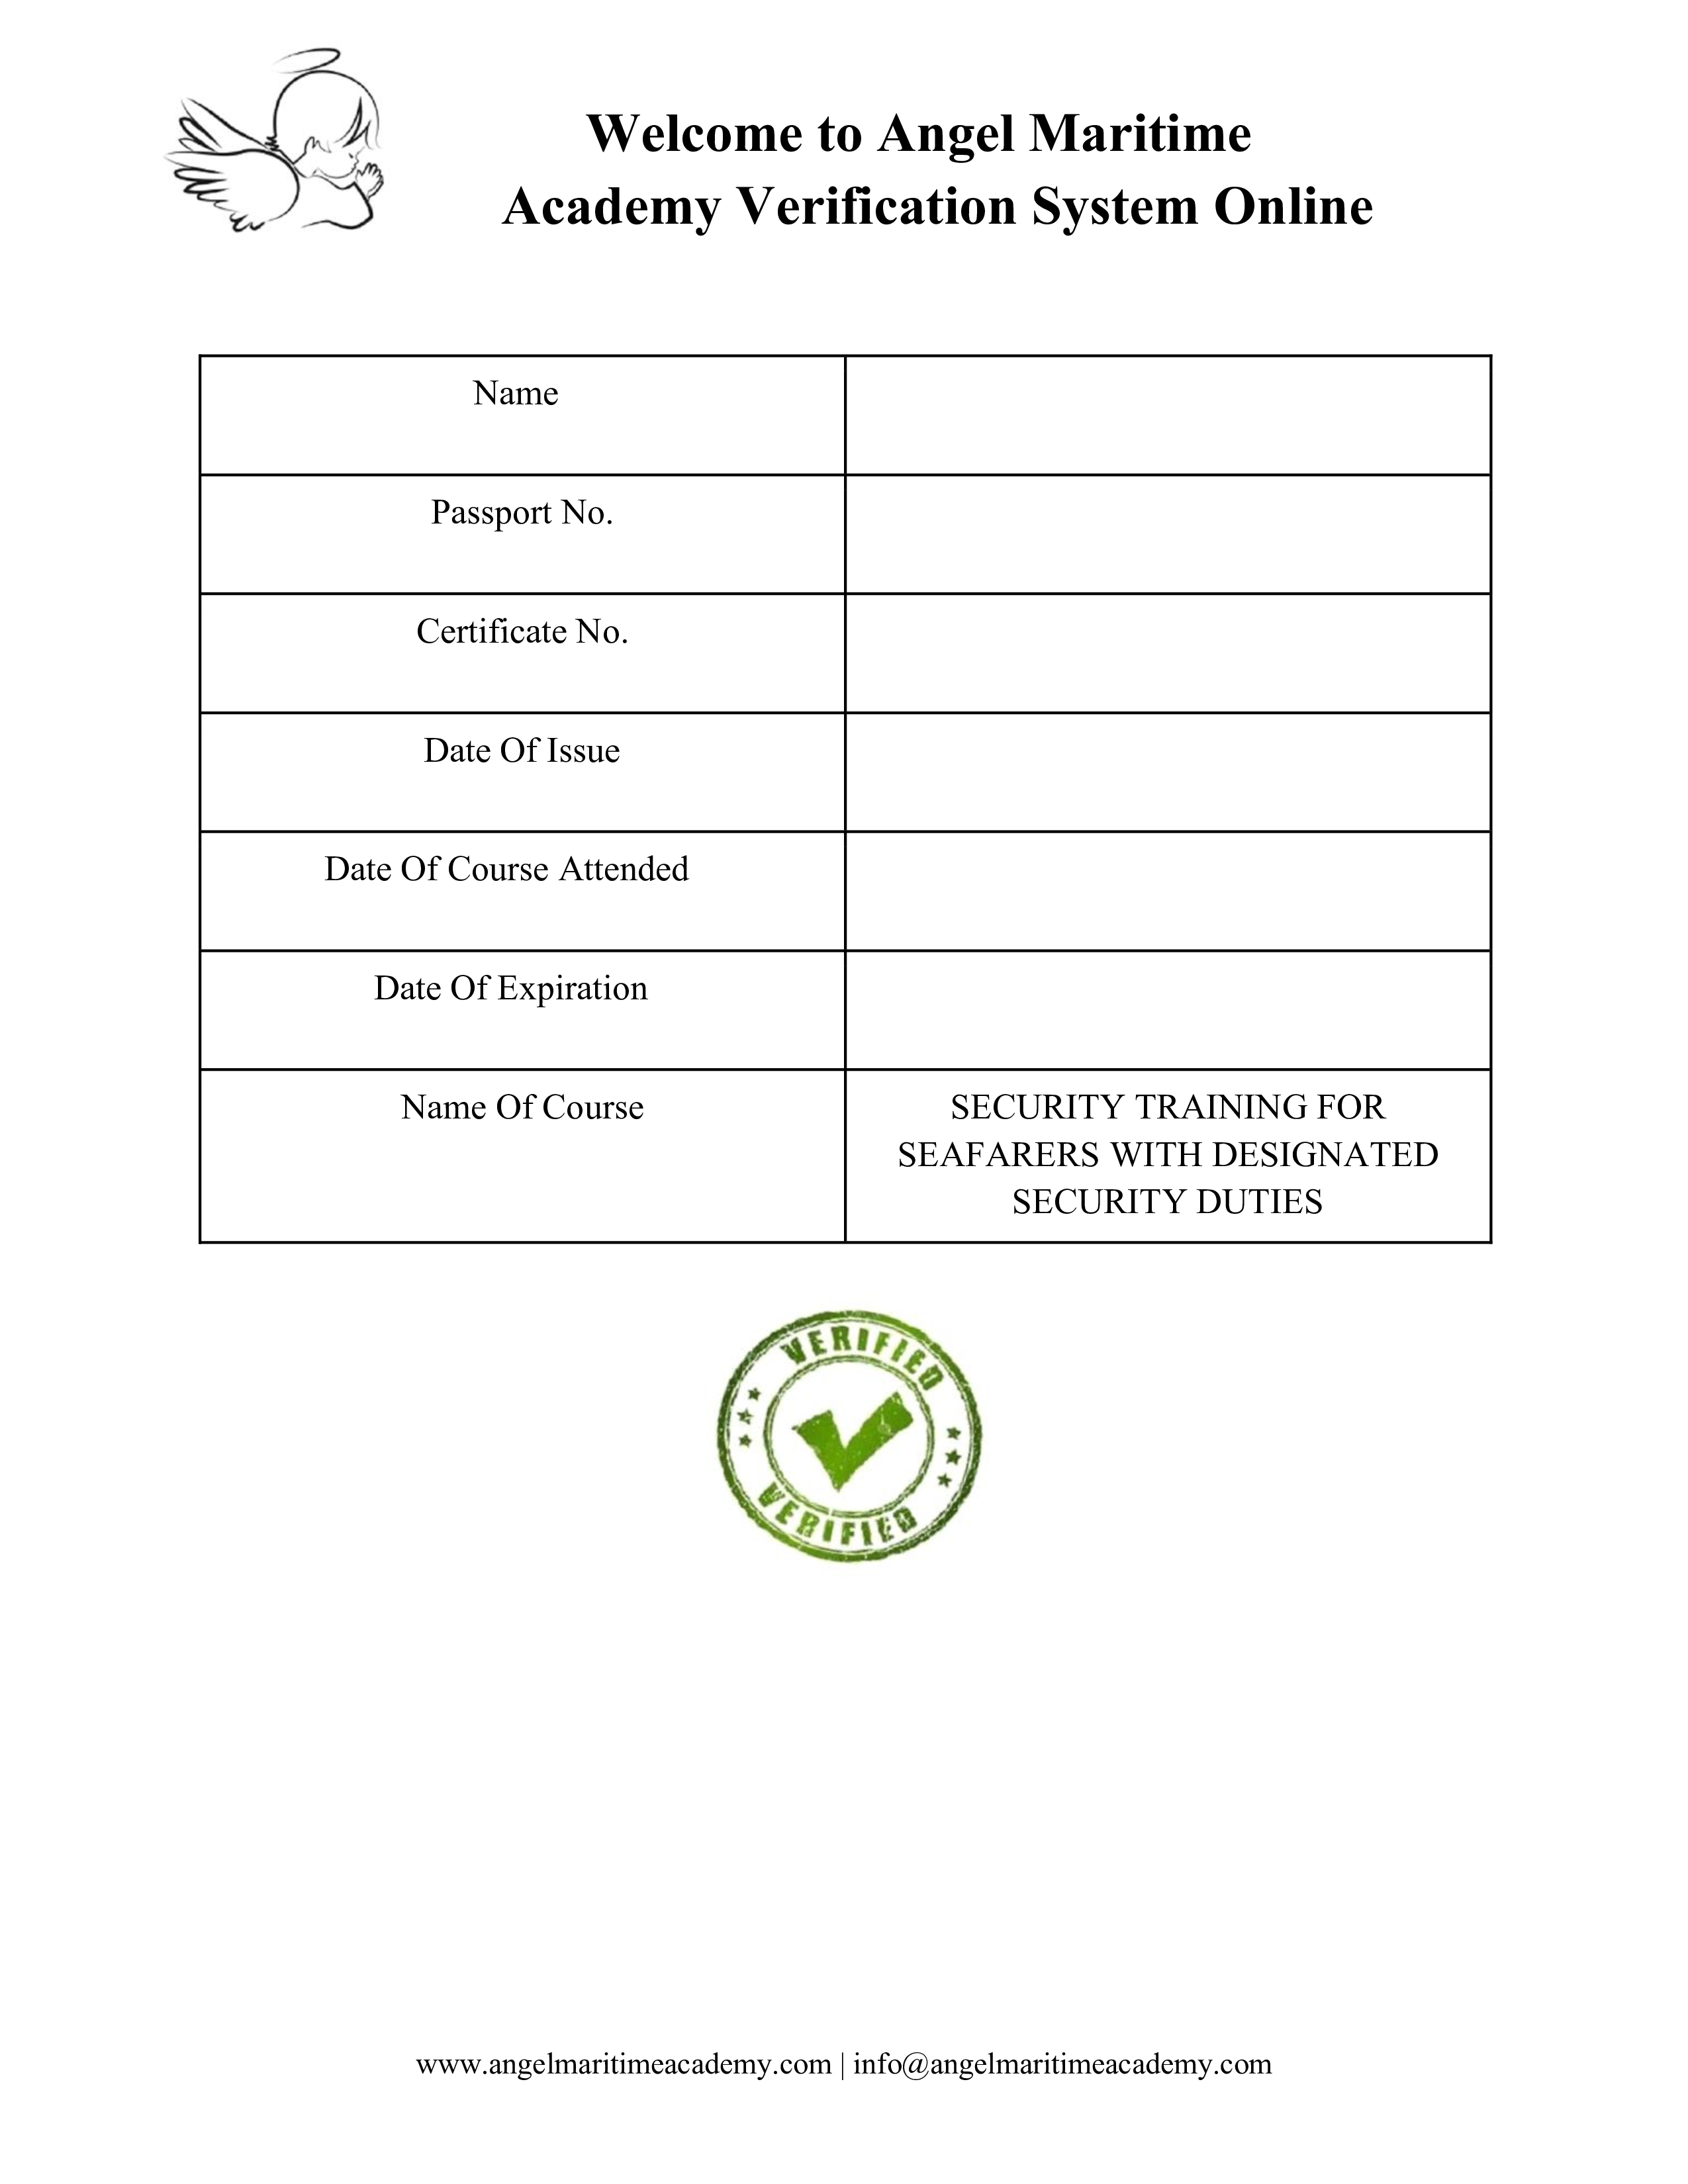 Welcome to Angel Maritime
Academy Verification System Online
Name
Passport No.
Certificate No.
Date Of Issue
Date Of Course Attended
Date Of Expiration
Name Of Course
SECURITY TRAINING FOR
SEAFARERS WITH DESIGNATED
SECURITY DUTIES
VERIFIED
VERIFIED
www.angelmaritimeacademy.com | info@angelmaritimeacademy.com